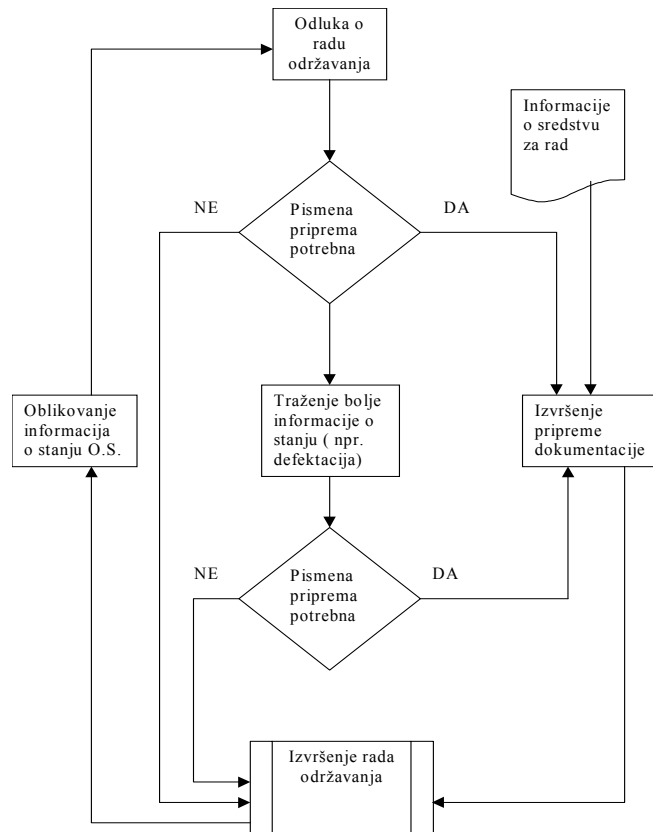 Odluka o
radu
održavanja
Informacije
o sredstvu
za rad
NE
Pismena
priprema
potrebna
DA
Oblikovanje
informacija
o stanju O.S.
Traženje bolje
informacije o
stanju ( npr.
defektacija)
Izvršenje
pripreme
dokumentacije
NE
Pismena
priprema
potrebna
DA
Izvršenje rada
održavanja